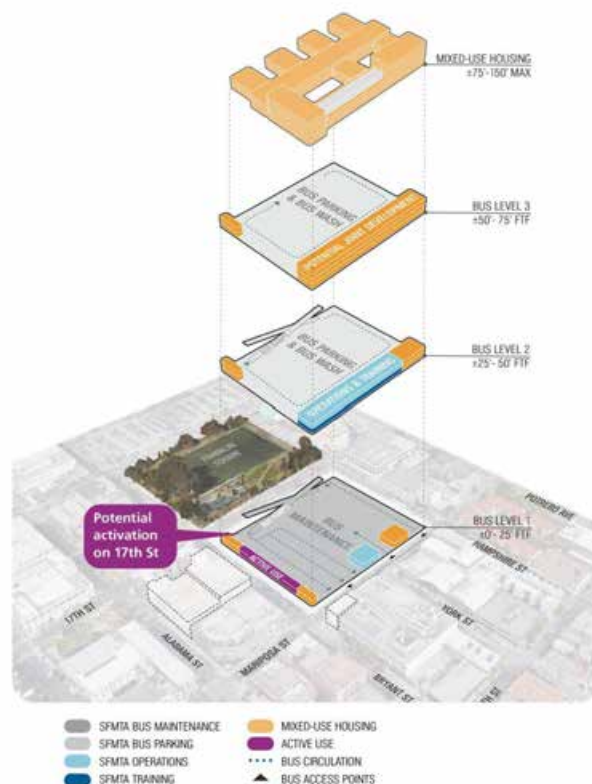 MIXED-USE HOUSING
±75'-150' MAX
BUS PARKING
& BUS WASH
POTENTIAL JOINT DEVELOPMENT
BUS LEVEL 3
±50'- 75' FTF
BUS PARKING
& BUS WASH
OPERATIONS & TRAINING
BUS LEVEL 2
±25'- 50' FTF
Potential
activation
on 17th St
BUS
MAINTENANCE
ACTIVE USE
BUS LEVEL 1
±0'- 25' FTF
POTRERO AVE
HAMPSHIRE ST
YORK ST
BRYANT ST
17TH ST
ALABAMA ST
MARIPOSA ST
SFMTA BUS MAINTENANCE
SFMTA BUS PARKING
SFMTA OPERATIONS
SFMTA TRAINING
MIXED-USE HOUSING
ACTIVE USE
BUS CIRCULATION
BUS ACCESS POINTS